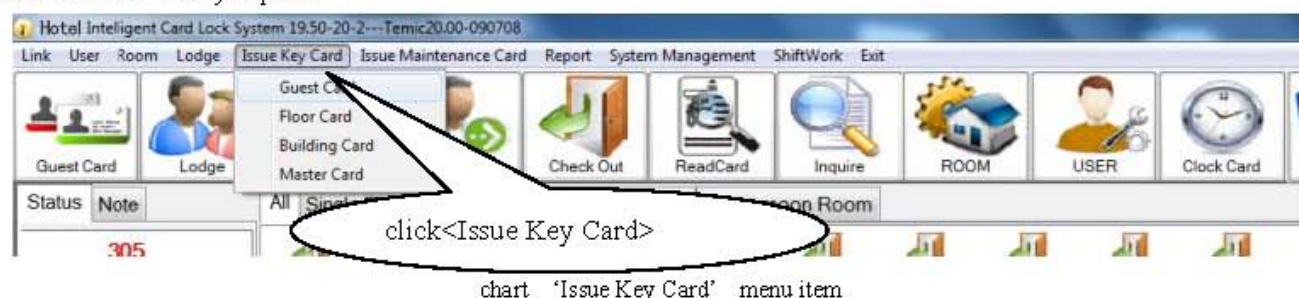 Hotel Intelligent Card Lock System 19.50-20-2---Temic20.00-090708
Link User Room Lodge Issue Key Card Issue Maintenance Card Report System Management ShiftWork Exit
Guest Card
Floor Card
Building Card
Master Card
Guest Card Lodge Check Out ReadCard Inquire ROOM USER Clock Card
Status Note All Room
click<Issue Key Card>
305
chart 'Issue Key Card' menu item